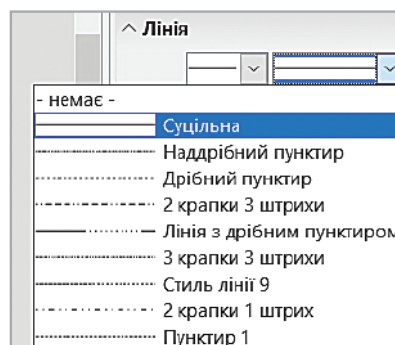 Лінія
- немає -
Суцільна
Наддрібний пунктир
Дрібний пунктир
2 крапки 3 штрихи
Лінія з дрібним пунктиром
3 крапки 3 штрихи
Стиль лінії 9
2 крапки 1 штрих
Пунктир 1